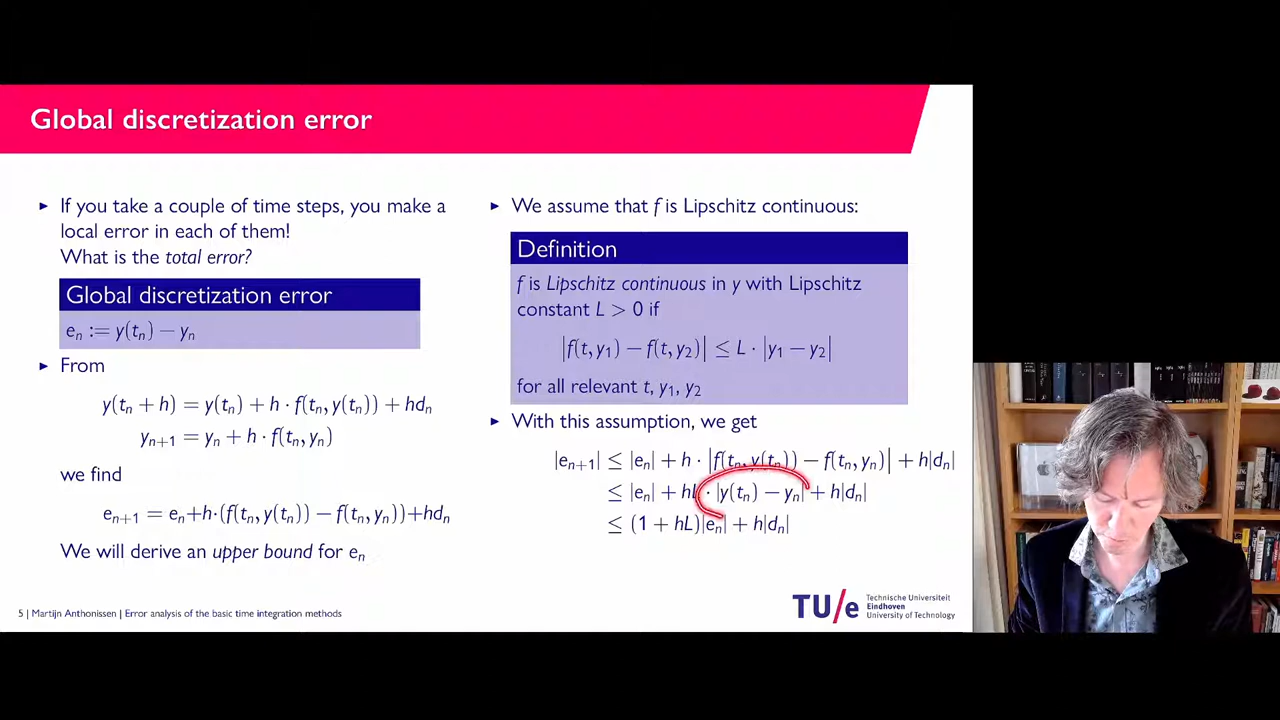 Global discretization error
▸ If you take a couple of time steps, you make a
local error in each of them!
What is the total error?
Global discretization error
eₙ := y(tₙ) − yₙ
▸ From
y(tₙ + h) = y(tₙ) + h · f(tₙ, y(tₙ)) + hdₙ
yₙ₊₁ = yₙ + h · f(tₙ, yₙ)
we find
eₙ₊₁ = eₙ+h·(f(tₙ, y(tₙ)) − f(tₙ, yₙ))+hdₙ
We will derive an upper bound for eₙ
▸ We assume that f is Lipschitz continuous:
Definition
f is Lipschitz continuous in y with Lipschitz
constant L > 0 if
|f(t, y₁) − f(t, y₂)| ≤ L · |y₁ − y₂|
for all relevant t, y₁, y₂
▸ With this assumption, we get
|eₙ₊₁| ≤ |eₙ| + h · |f(tₙ, y(tₙ)) − f(tₙ, yₙ)| + h|dₙ|
≤ |eₙ| + hL · |y(tₙ) − yₙ| + h|dₙ|
≤ (1 + hL)|eₙ| + h|dₙ|
5 | Martijn Anthonissen | Error analysis of the basic time integration methods
TU/e
Technische Universiteit
Eindhoven
University of Technology